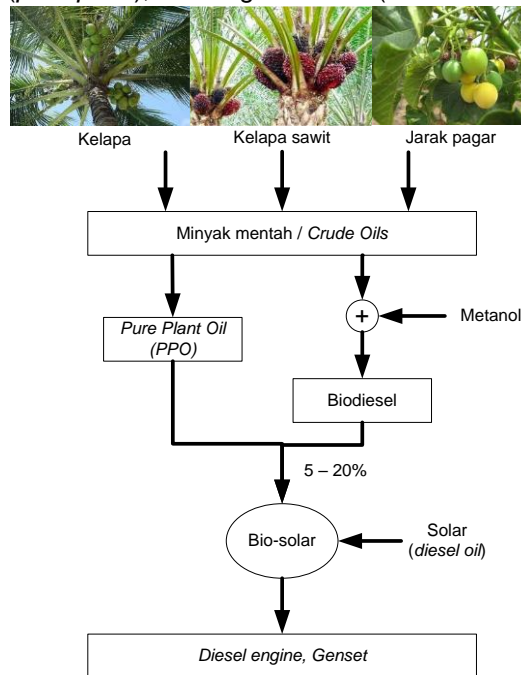 Kelapa
Kelapa sawit
Jarak pagar
Minyak mentah / Crude Oils
Pure Plant Oil
(PPO)
+
Metanol
Biodiesel
5 – 20%
Bio-solar
Solar
(diesel oil)
Diesel engine, Genset